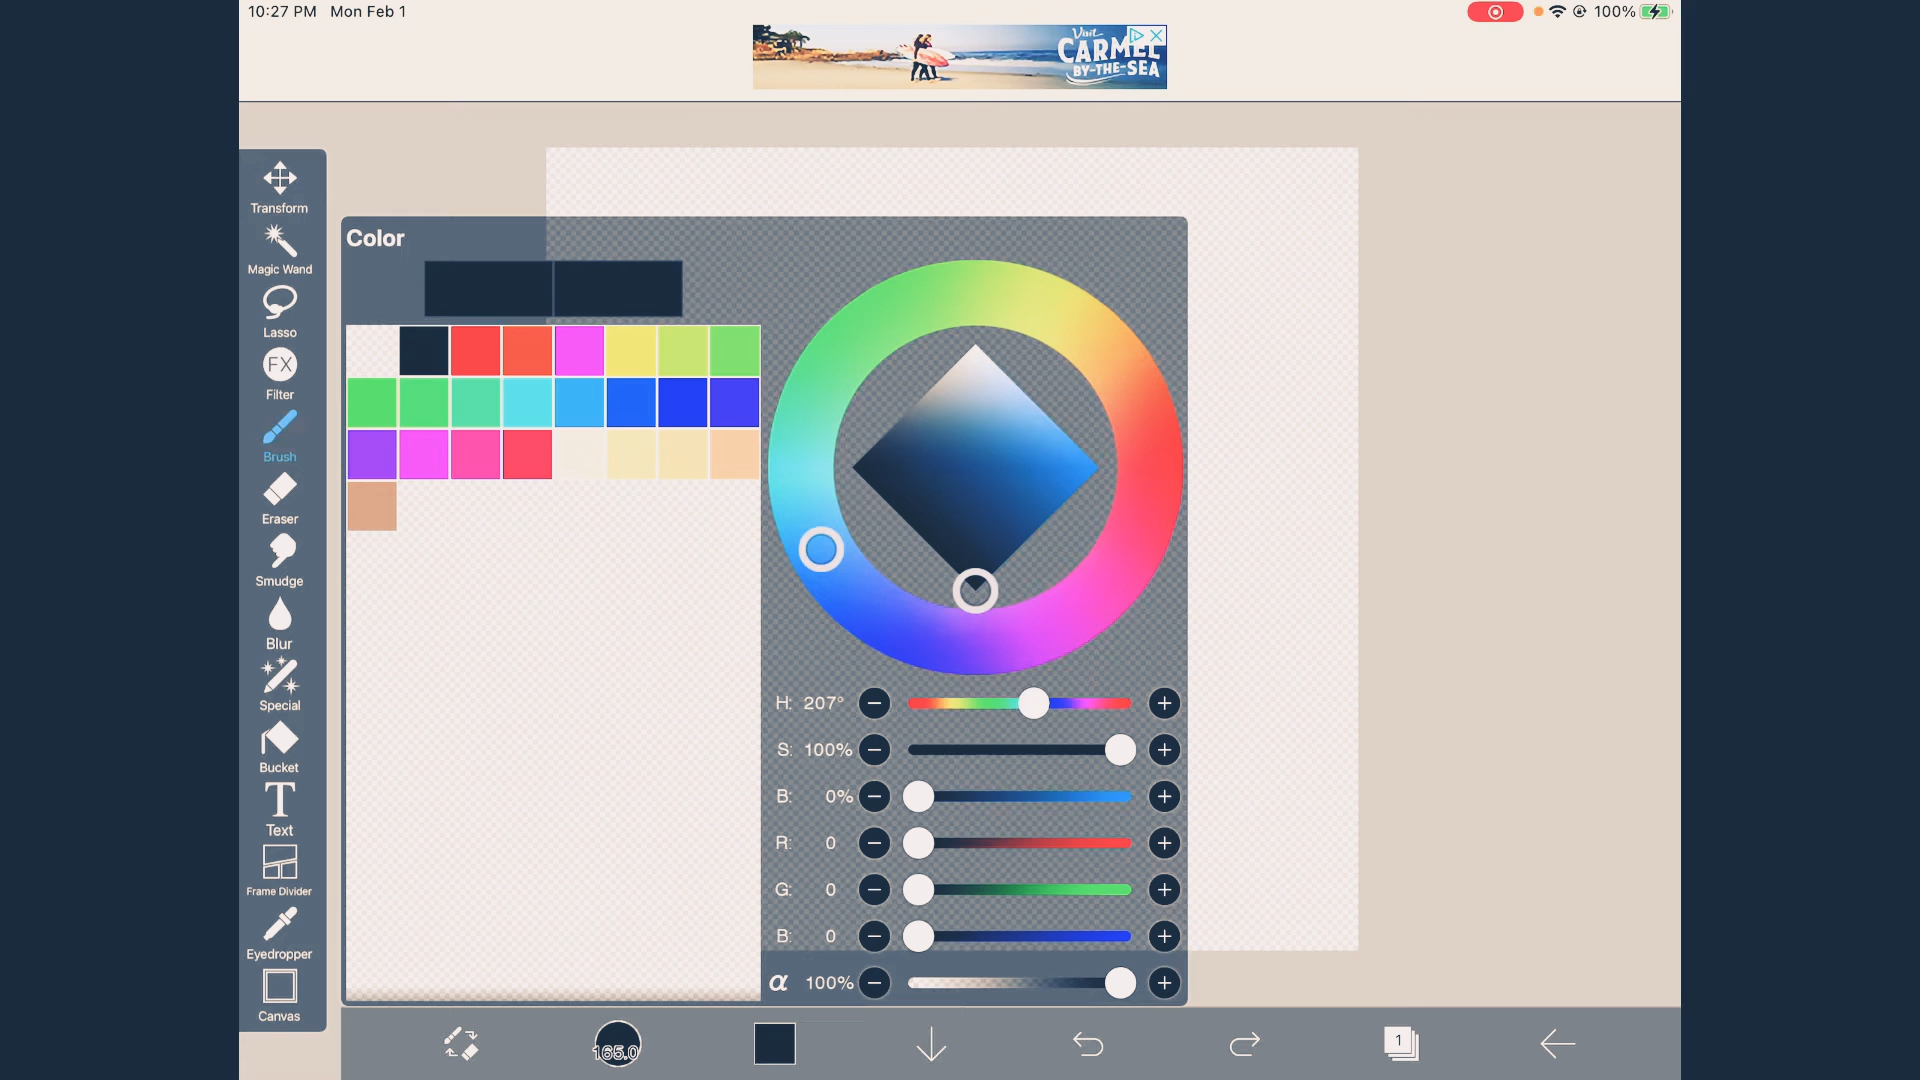 10:27 PM Mon Feb 1
100%
Visit
CARMEL
BY-THE-SEA
Transform
Magic Wand
Lasso
FX
Filter
Brush
Eraser
Smudge
Blur
Special
Bucket
T
Text
Frame Divider
Eyedropper
Canvas
Color
H: 207°
S: 100%
B: 0%
R: 0
G: 0
B: 0
α 100%
165.0
1